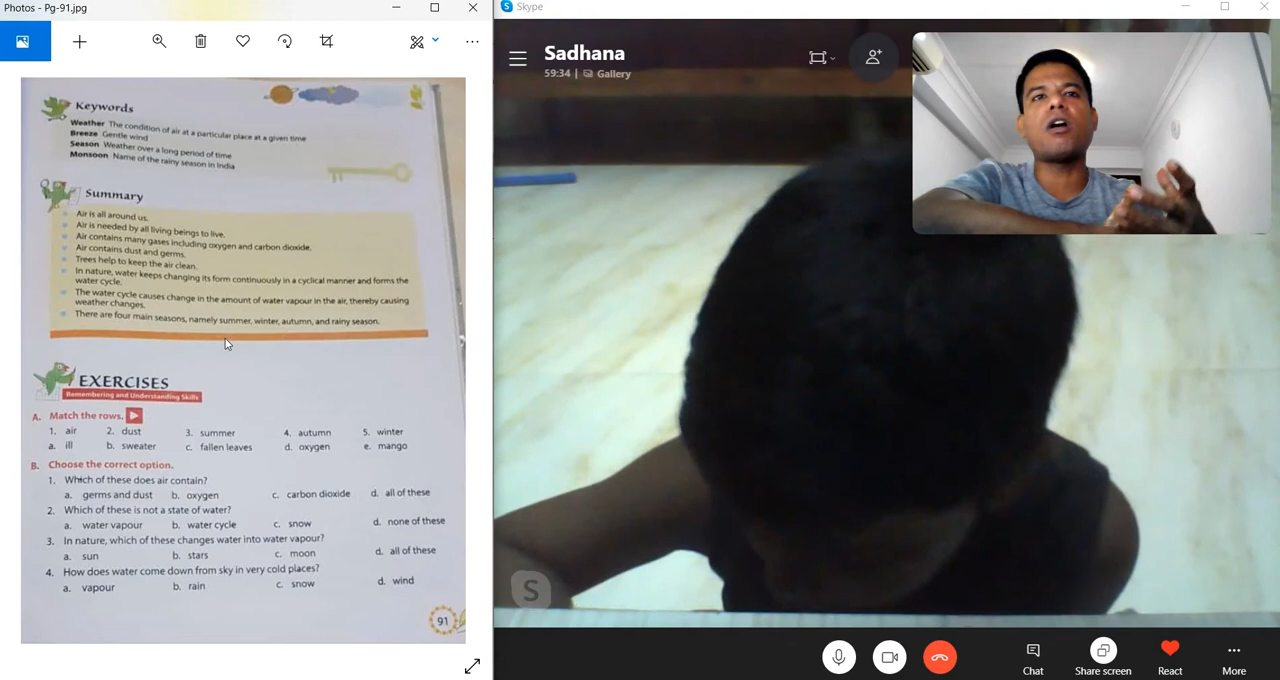 Photos - Pg-91.jpg
Keywords
Weather The condition of air at a particular place at a given time
Breeze Gentle wind
Season Weather over a long period of time
Monsoon Name of the rainy season in India
Summary
Air is all around us.
Air is needed by all living beings to live.
Air contains many gases including oxygen and carbon dioxide.
Air contains dust and germs.
Trees help to keep the air clean.
In nature, water keeps changing its form continuously in a cyclical manner and forms the
water cycle.
The water cycle causes change in the amount of water vapour in the air, thereby causing
weather changes.
There are four main seasons, namely summer, winter, autumn, and rainy season.
EXERCISES
Remembering and Understanding Skills
A. Match the rows.
1. air 2. dust 3. summer 4. autumn 5. winter
a. ill b. sweater c. fallen leaves d. oxygen e. mango
B. Choose the correct option.
1. Which of these does air contain?
a. germs and dust b. oxygen c. carbon dioxide d. all of these
2. Which of these is not a state of water?
a. water vapour b. water cycle c. snow d. none of these
3. In nature, which of these changes water into water vapour?
a. sun b. stars c. moon d. all of these
4. How does water come down from sky in very cold places?
a. vapour b. rain c. snow d. wind
91
Skype
Sadhana
59:34 | Gallery
S
Chat
Share screen
React
More